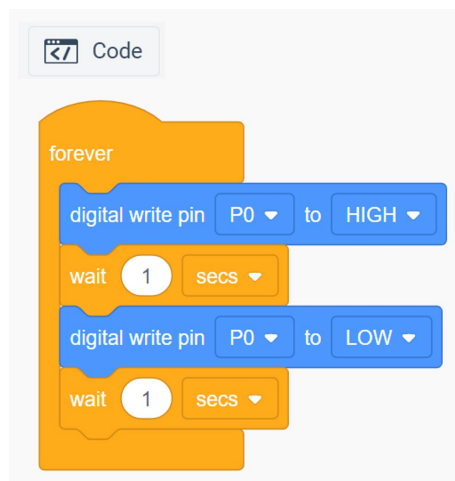 Code
forever
digital write pin P0 to HIGH
wait 1 secs
digital write pin P0 to LOW
wait 1 secs